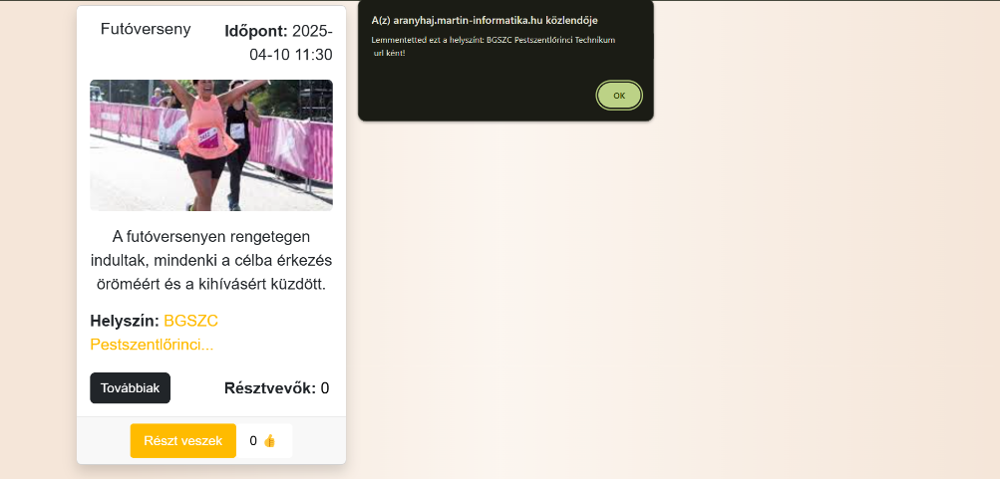 Futóverseny
Időpont: 2025-
04-10 11:30
A futóversenyen rengetegen
indultak, mindenki a célba érkezés
öröméért és a kihívásért küzdött.
Helyszín: BGSZC
Pestszentlőrinci...
Továbbiak
Résztvevők: 0
Részt veszek
0 👍
A(z) aranyhaj.martin-informatika.hu közlendője
Lemmentetted ezt a helyszínt: BGSZC Pestszentlőrinci Technikum
url ként!
OK